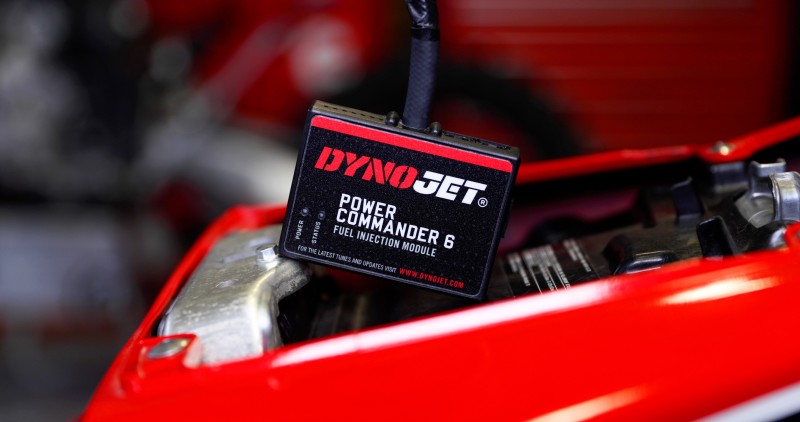 DYNOJET®
POWER
COMMANDER 6
FUEL INJECTION MODULE
POWER
STATUS
FOR THE LATEST TUNES AND UPDATES VISIT WWW.DYNOJET.COM